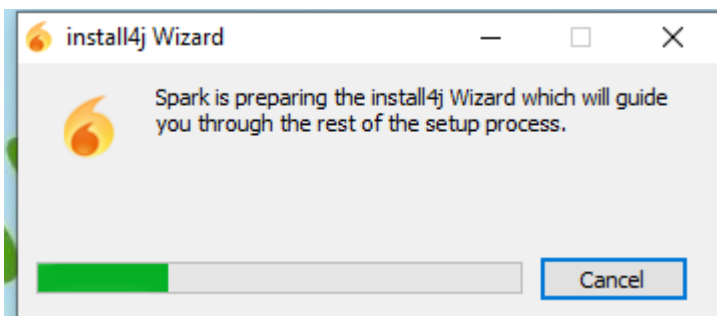 install4j Wizard
Spark is preparing the install4j Wizard which will guide
you through the rest of the setup process.
Cancel